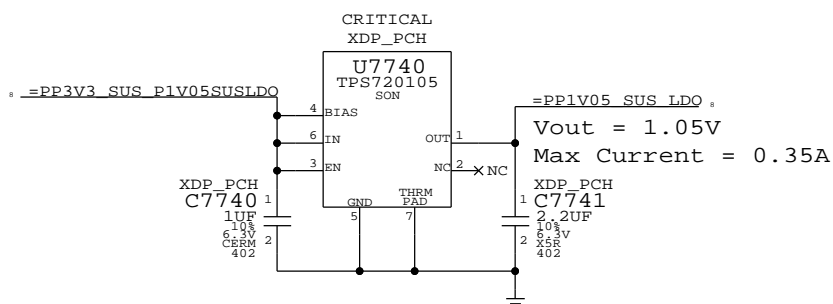 CRITICAL
XDP_PCH
U7740
TPS720105
SON
8 =PP3V3_SUS_P1V05SUSLDO
=PP1V05_SUS_LDO 8
4 BIAS
6 IN
OUT 1
Vout = 1.05V
3 EN
NC 2 NC
Max Current = 0.35A
XDP_PCH
C7740 1
1UF
10%
6.3V
CERM 2
402
GND
5
THRM
PAD
7
XDP_PCH
1 C7741
2.2UF
10%
6.3V
2 X5R
402